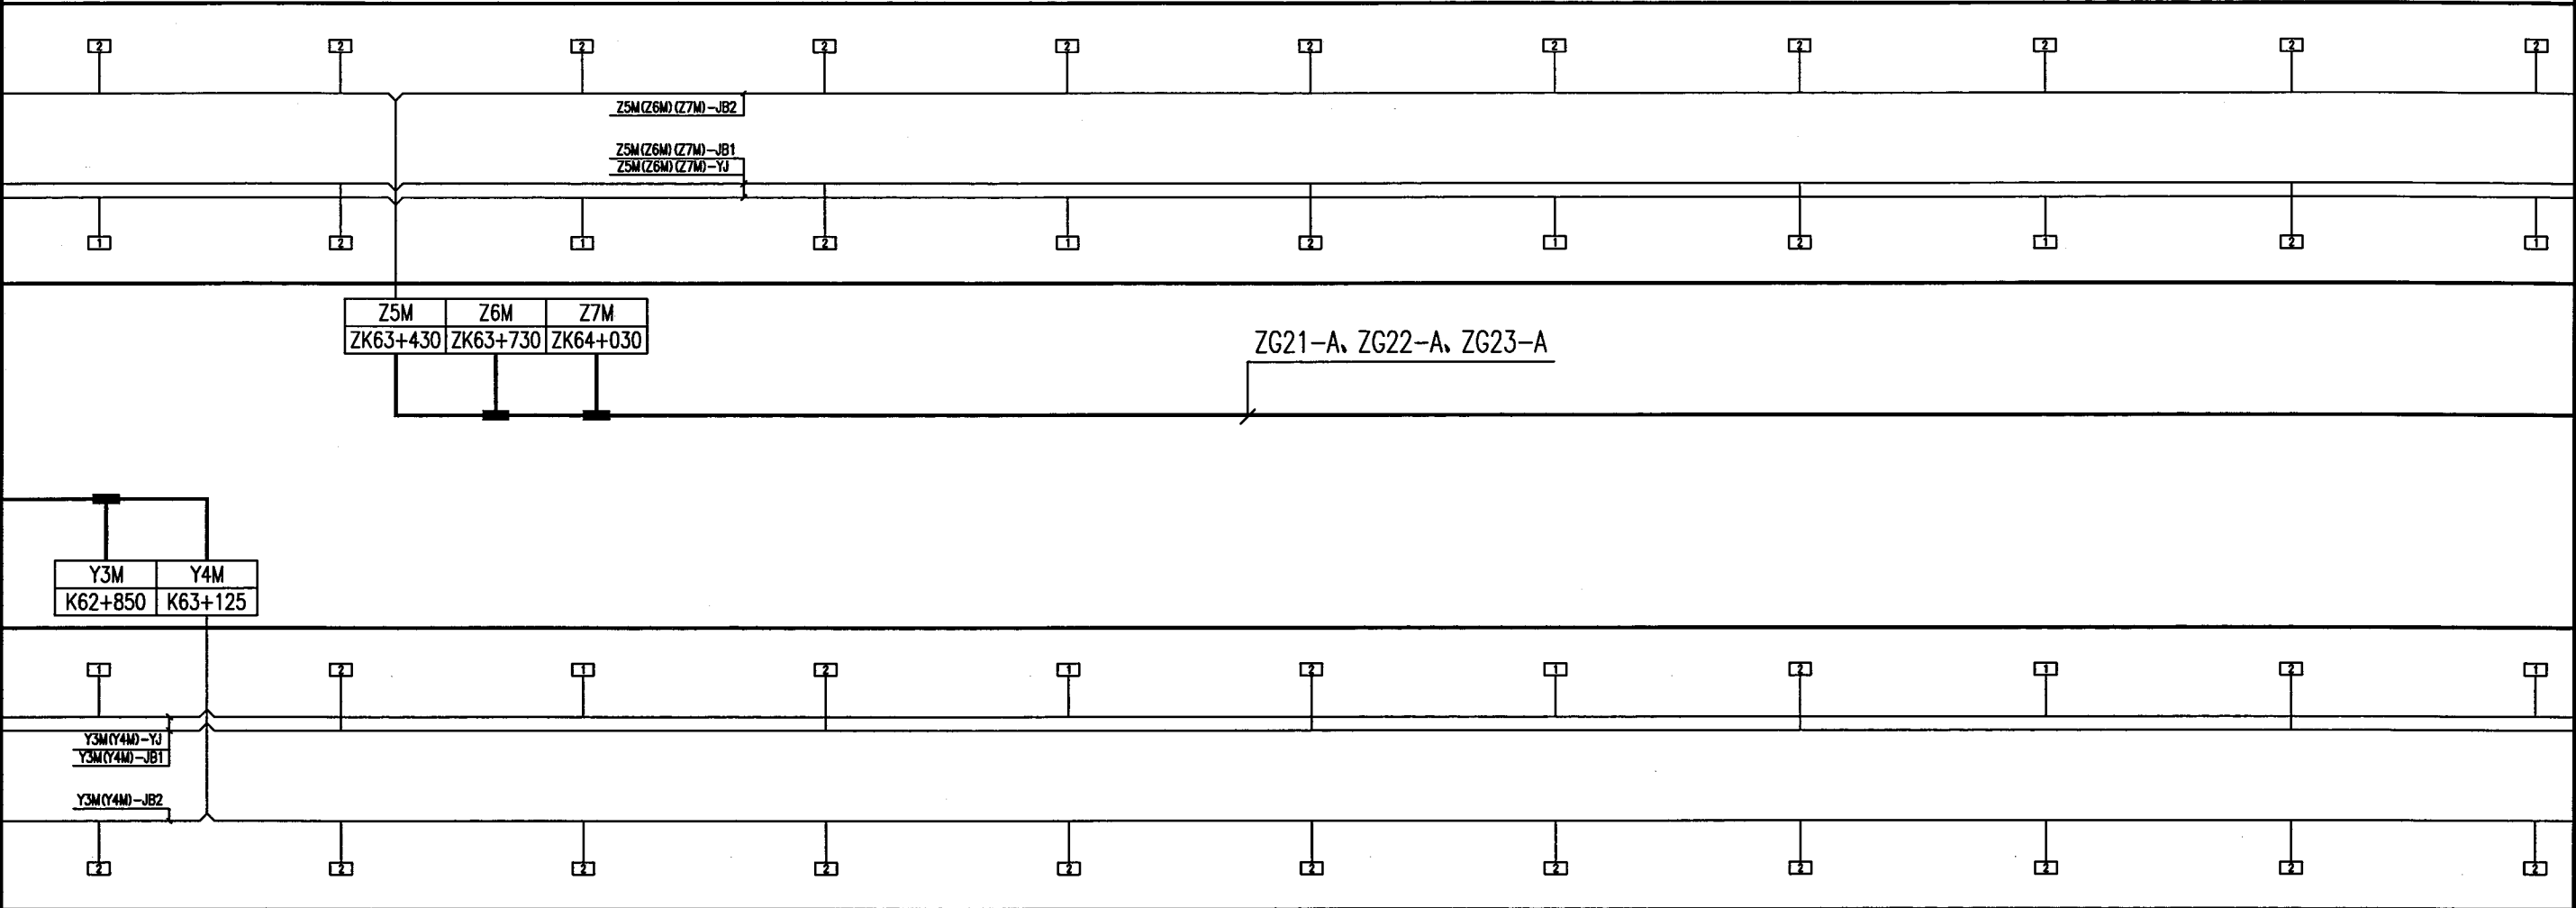 2 2 2 2 2 2 2 2 2 2 2
Z5M(Z6M)(Z7M)-JB2
Z5M(Z6M)(Z7M)-JB1
Z5M(Z6M)(Z7M)-YJ
1 2 1 2 1 2 1 2 1 2 1
Z5M Z6M Z7M
ZK63+430 ZK63+730 ZK64+030
ZG21-A、ZG22-A、ZG23-A
Y3M Y4M
K62+850 K63+125
1 2 1 2 1 2 1 2 1 2 1
Y3M(Y4M)-YJ
Y3M(Y4M)-JB1
Y3M(Y4M)-JB2
2 2 2 2 2 2 2 2 2 2 2